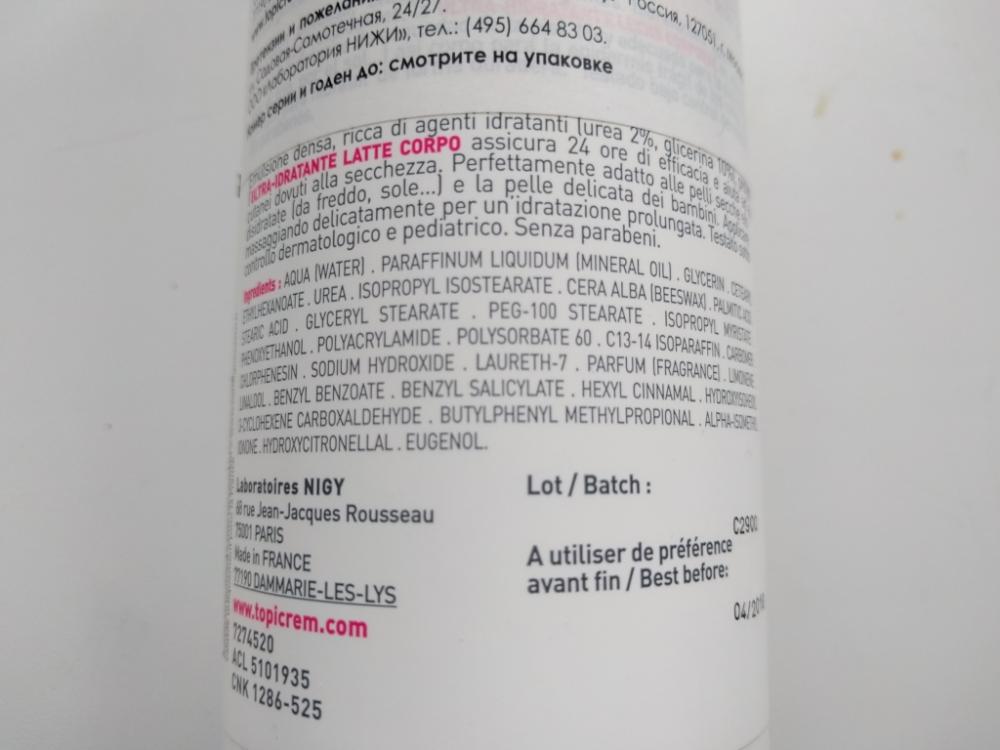 и пожелания
Россия, 127051, г.
Садовая-Самотечная, 24/27.
ООО «лаборатория НИЖИ», тел.: (495) 664 83 03.
Номер серии и годен до: смотрите на упаковке
Emulsione densa, ricca di agenti idratanti (urea 2%, glicerina
ULTRA-IDRATANTE LATTE CORPO assicura 24 ore di efficacia e
cutanei dovuti alla secchezza. Perfettamente adatto alle pelli secche
disidratate (da freddo, sole...) e la pelle delicata dei bambini.
massaggiando delicatamente per un'idratazione prolungata. Testato sotto
controllo dermatologico e pediatrico. Senza parabeni.
Ingredients : AQUA (WATER) . PARAFFINUM LIQUIDUM (MINERAL OIL) . GLYCERIN .
ETHYLHEXANOATE . UREA . ISOPROPYL ISOSTEARATE . CERA ALBA (BEESWAX) . PALMITIC ACID
STEARIC ACID . GLYCERYL STEARATE . PEG-100 STEARATE . ISOPROPYL MYRISTATE
PHENOXYETHANOL . POLYACRYLAMIDE . POLYSORBATE 60 . C13-14 ISOPARAFFIN . CARBOMER
CHLORPHENESIN . SODIUM HYDROXIDE . LAURETH-7 . PARFUM (FRAGRANCE) . LIMONENE
LINALOOL . BENZYL BENZOATE . BENZYL SALICYLATE . HEXYL CINNAMAL .
3-CYCLOHEXENE CARBOXALDEHYDE . BUTYLPHENYL METHYLPROPIONAL . ALPHA-ISOMETHYL
IONONE . HYDROXYCITRONELLAL . EUGENOL.
Laboratoires NIGY
68 rue Jean-Jacques Rousseau
75001 PARIS
Made in FRANCE
77190 DAMMARIE-LES-LYS
www.topicrem.com
7274520
ACL 5101935
CNK 1286-525
Lot / Batch :
C2900
A utiliser de préférence
avant fin / Best before: